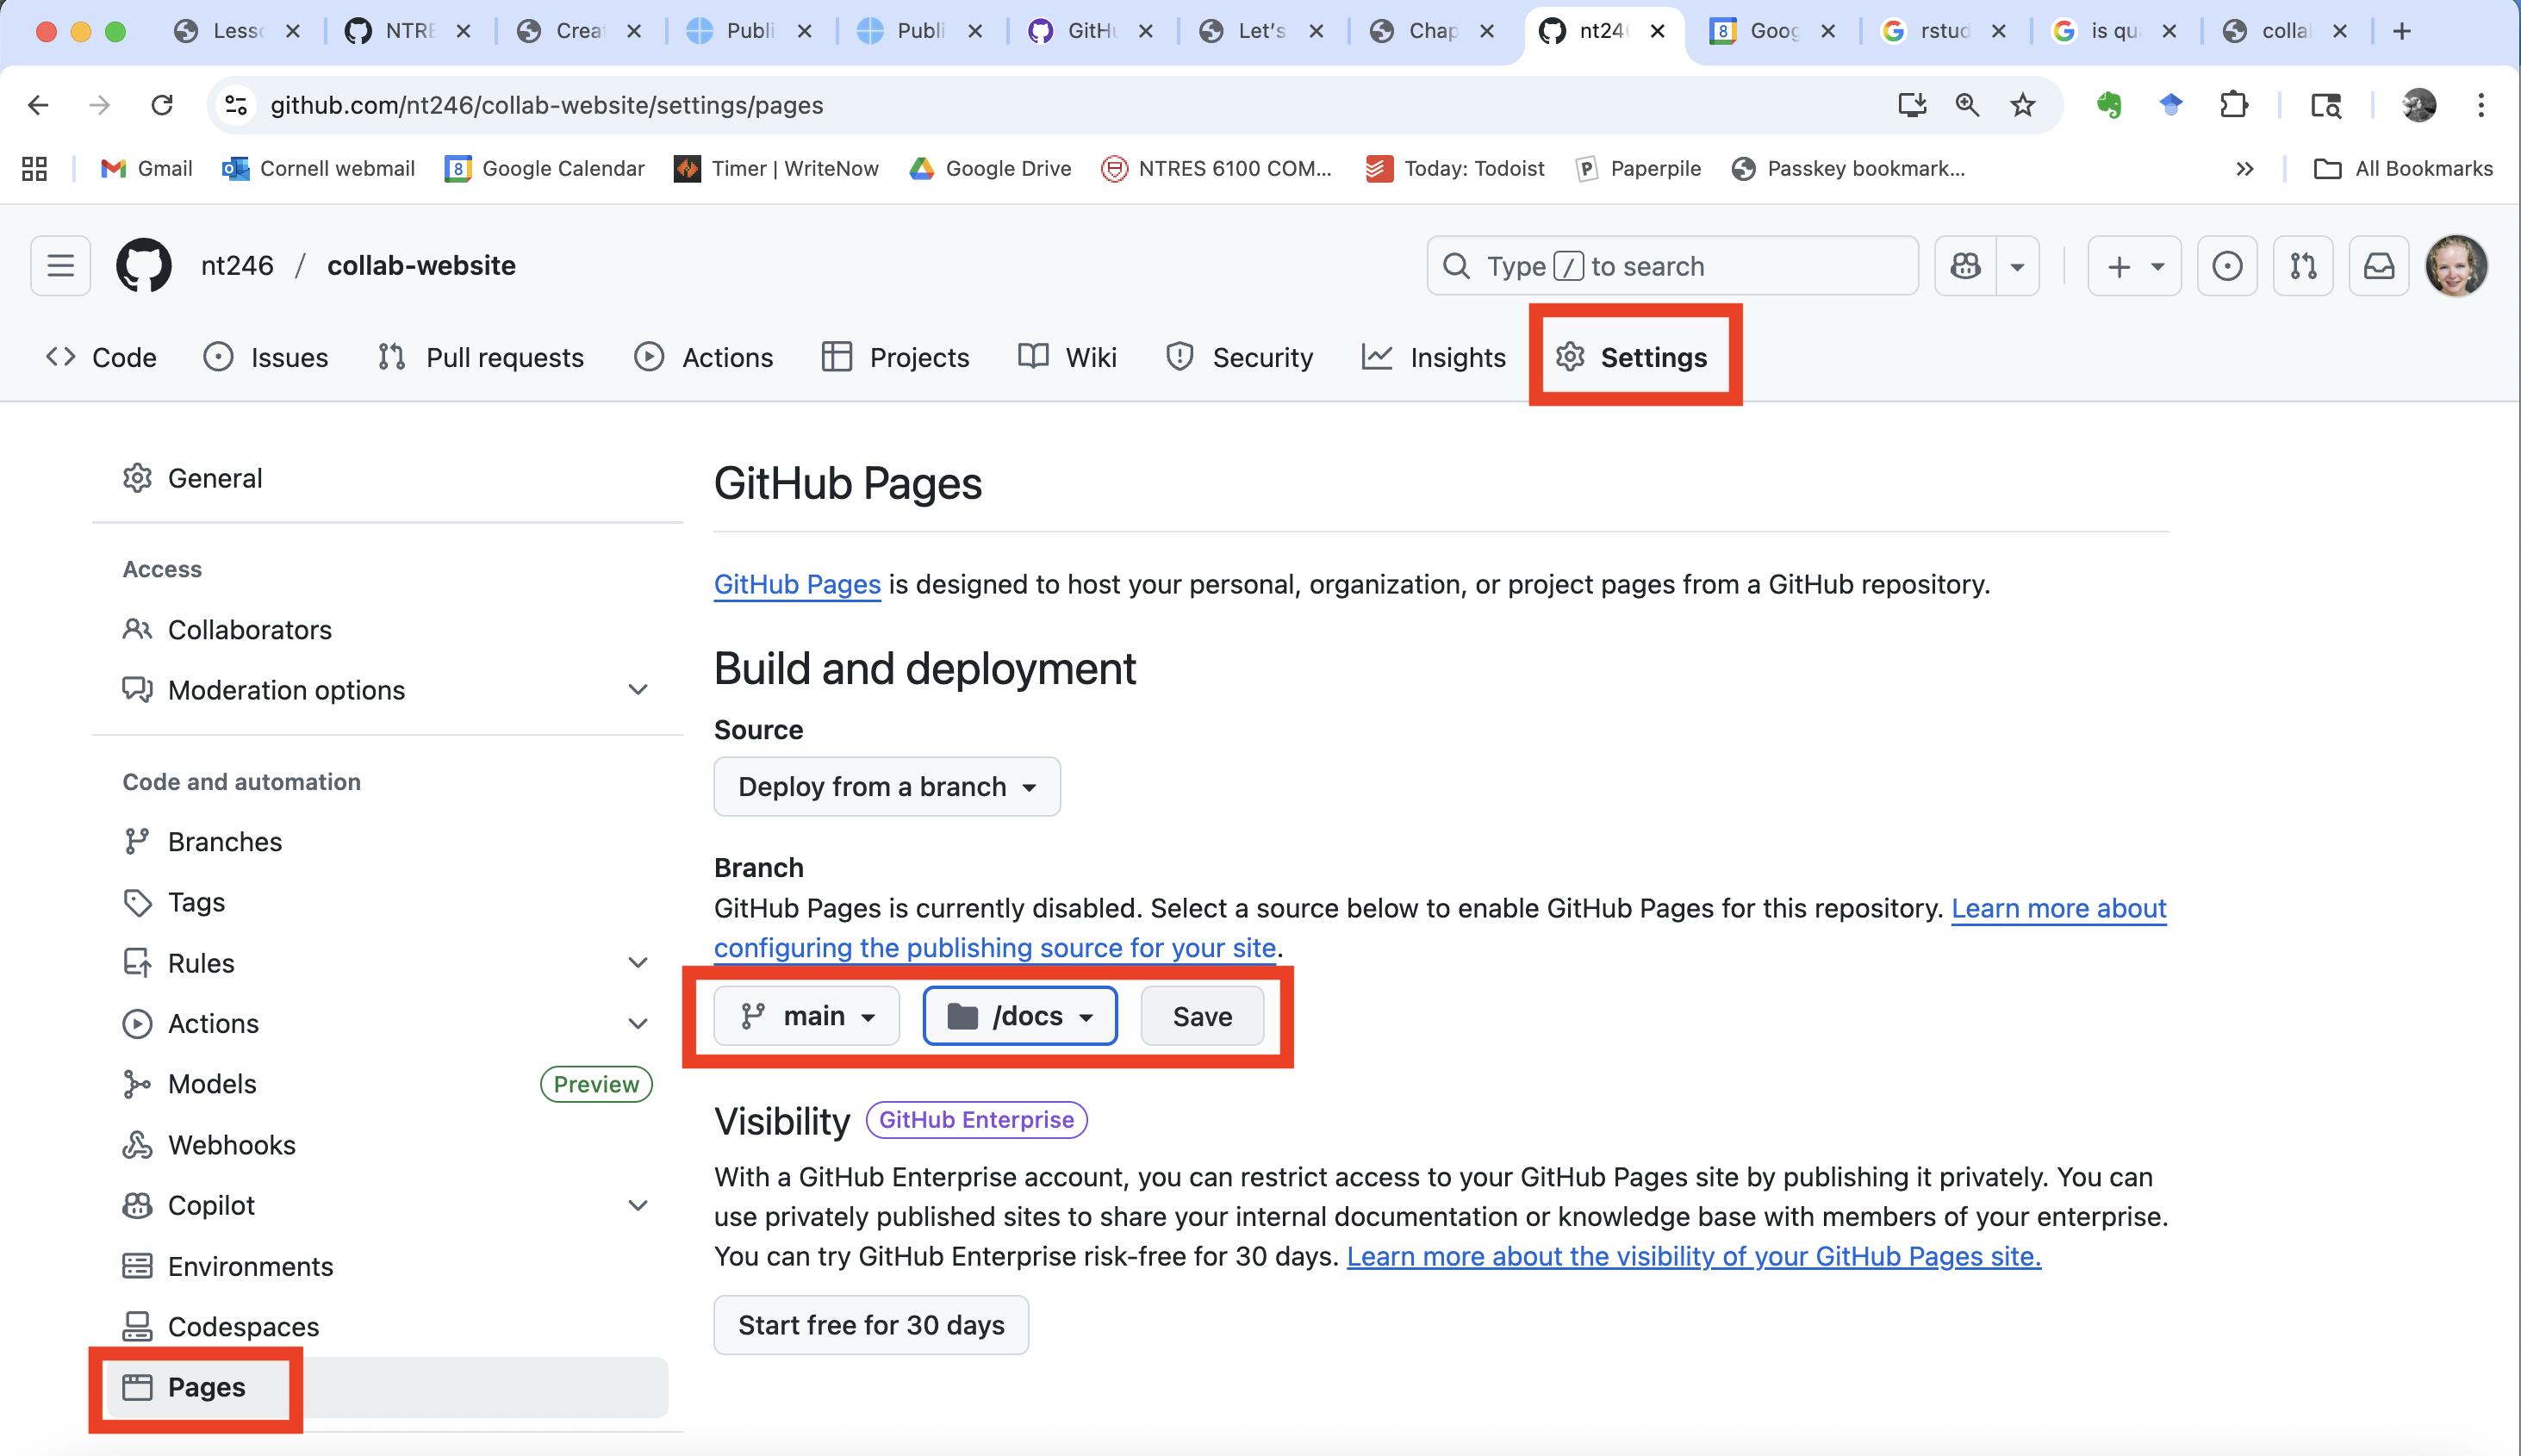 Less
NTRE
Creat
Publi
Publi
GitHu
Let's
Chap
nt246
Goog
rstud
is qu
colla
github.com/nt246/collab-website/settings/pages
Gmail
Cornell webmail
8 Google Calendar
Timer | WriteNow
Google Drive
NTRES 6100 COM...
Today: Todoist
P Paperpile
Passkey bookmark...
All Bookmarks
nt246 / collab-website
Type / to search
Code
Issues
Pull requests
Actions
Projects
Wiki
Security
Insights
Settings
General
Access
Collaborators
Moderation options
Code and automation
Branches
Tags
Rules
Actions
Models Preview
Webhooks
Copilot
Environments
Codespaces
Pages
GitHub Pages
GitHub Pages is designed to host your personal, organization, or project pages from a GitHub repository.
Build and deployment
Source
Deploy from a branch
Branch
GitHub Pages is currently disabled. Select a source below to enable GitHub Pages for this repository. Learn more about
configuring the publishing source for your site.
main /docs Save
Visibility GitHub Enterprise
With a GitHub Enterprise account, you can restrict access to your GitHub Pages site by publishing it privately. You can
use privately published sites to share your internal documentation or knowledge base with members of your enterprise.
You can try GitHub Enterprise risk-free for 30 days. Learn more about the visibility of your GitHub Pages site.
Start free for 30 days